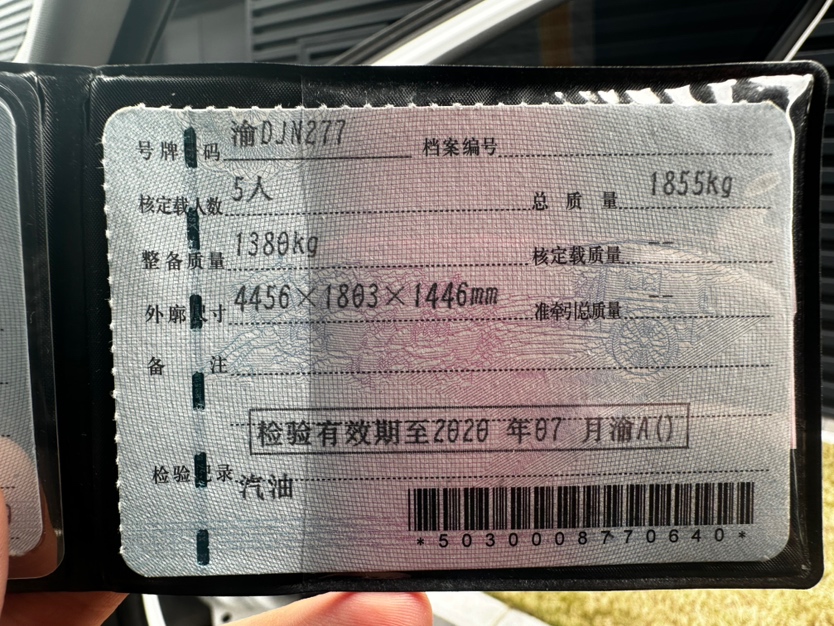 号牌号码 渝DJN277 档案编号
核定载人数 5人 总质量 1855kg
整备质量 1380kg 核定载质量 --
外廓尺寸 4456×1803×1446mm 准牵引总质量 --
备注
检验有效期至2020 年07 月渝A()
检验记录 汽油
*5030008770640*